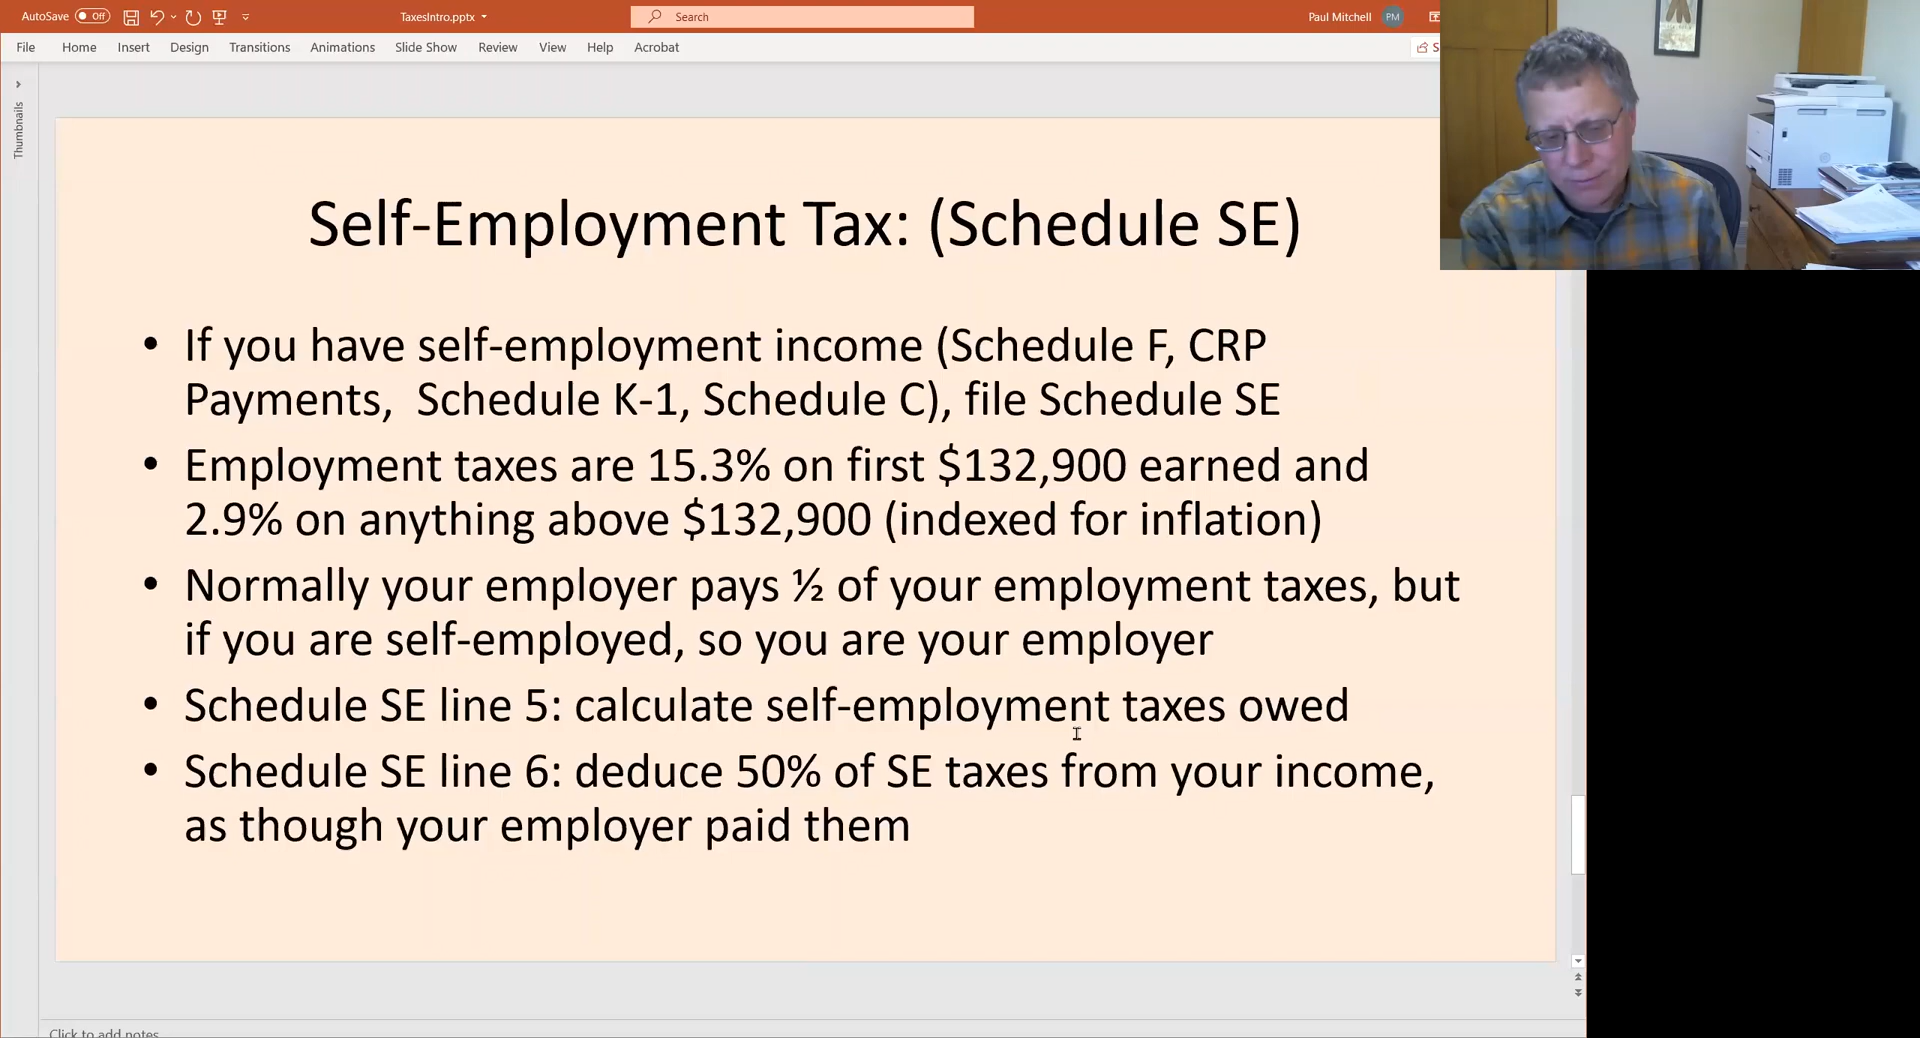 AutoSave Off TaxesIntro.pptx Search Paul Mitchell PM
File Home Insert Design Transitions Animations Slide Show Review View Help Acrobat S
Thumbnails
Self-Employment Tax: (Schedule SE)
• If you have self-employment income (Schedule F, CRP
Payments, Schedule K-1, Schedule C), file Schedule SE
• Employment taxes are 15.3% on first $132,900 earned and
2.9% on anything above $132,900 (indexed for inflation)
• Normally your employer pays ½ of your employment taxes, but
if you are self-employed, so you are your employer
• Schedule SE line 5: calculate self-employment taxes owed
• Schedule SE line 6: deduce 50% of SE taxes from your income,
as though your employer paid them
Click to add notes